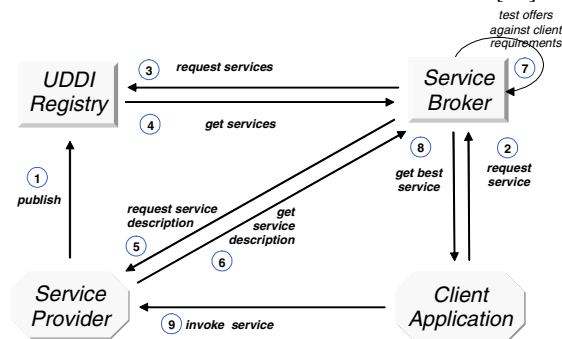 test offers
against client
requirements
7
UDDI
Registry
3 request services
4 get services
Service
Broker
1
publish
8
get best
service
2
request
service
request service
description
5
get
service
description
6
Service
Provider
9 invoke service
Client
Application